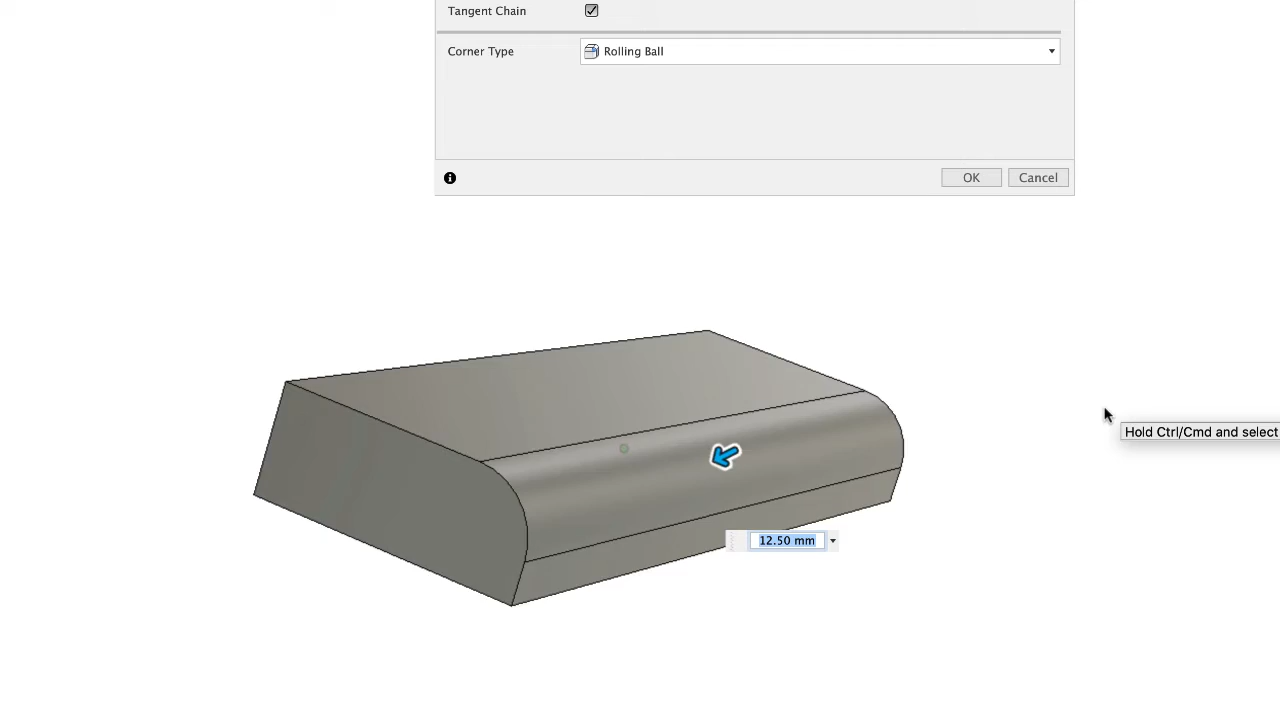 Tangent Chain
Corner Type Rolling Ball
OK Cancel
Hold Ctrl/Cmd and select
12.50 mm